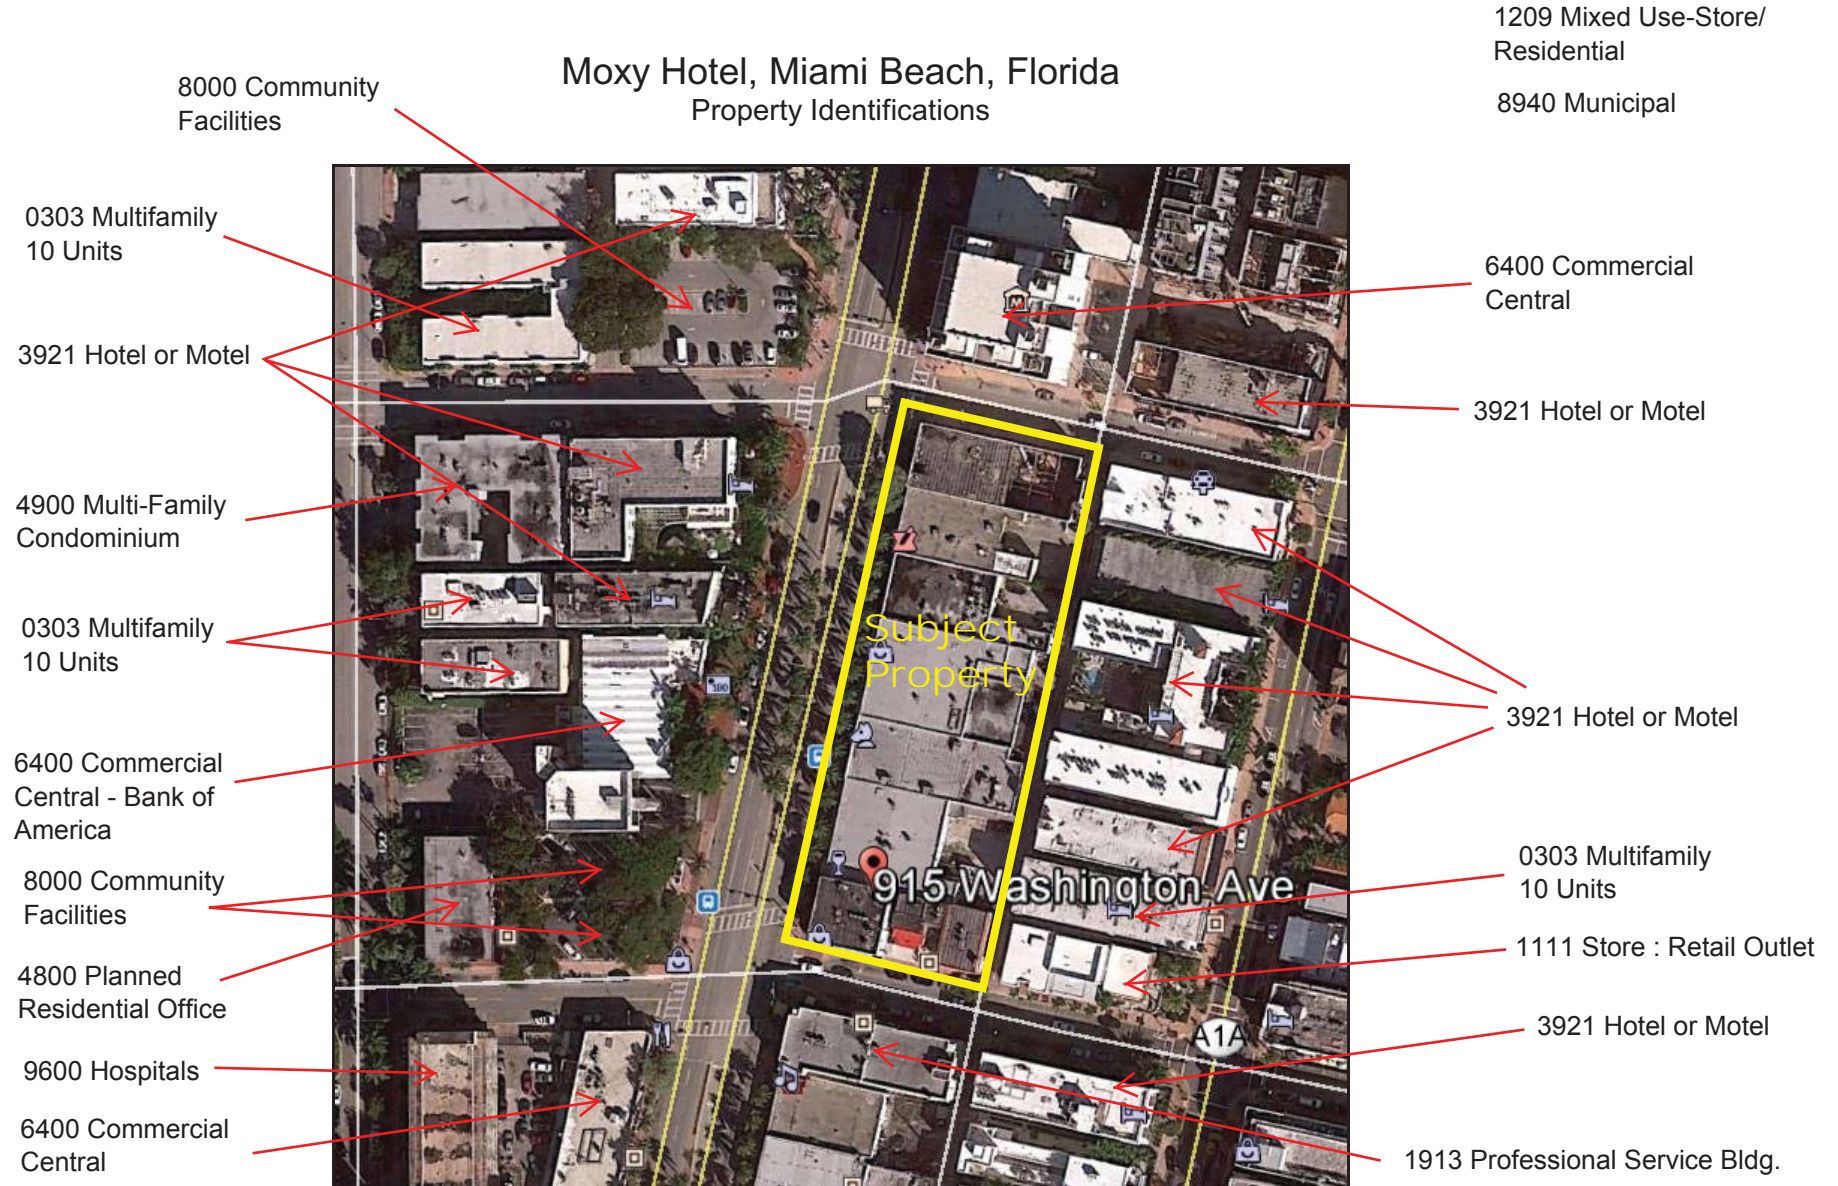 1209 Mixed Use-Store/
Residential
8940 Municipal
Moxy Hotel, Miami Beach, Florida
Property Identifications
8000 Community
Facilities
0303 Multifamily
10 Units
3921 Hotel or Motel
4900 Multi-Family
Condominium
0303 Multifamily
10 Units
6400 Commercial
Central - Bank of
America
8000 Community
Facilities
4800 Planned
Residential Office
9600 Hospitals
6400 Commercial
Central
Subject
Property
100
M
915 Washington Ave
A1A
6400 Commercial
Central
3921 Hotel or Motel
3921 Hotel or Motel
0303 Multifamily
10 Units
1111 Store : Retail Outlet
3921 Hotel or Motel
1913 Professional Service Bldg.